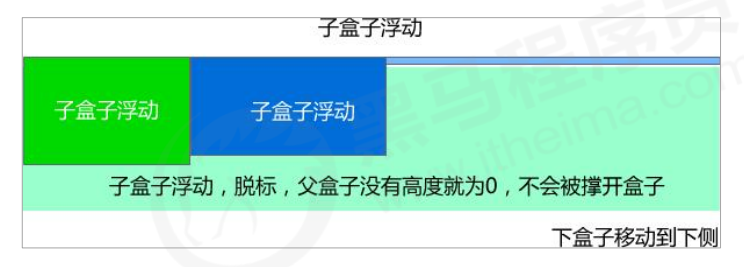 子盒子浮动
子盒子浮动
子盒子浮动
子盒子浮动，脱标，父盒子没有高度就为0，不会被撑开盒子
下盒子移动到下侧
黑马程序员
www.itheima.com